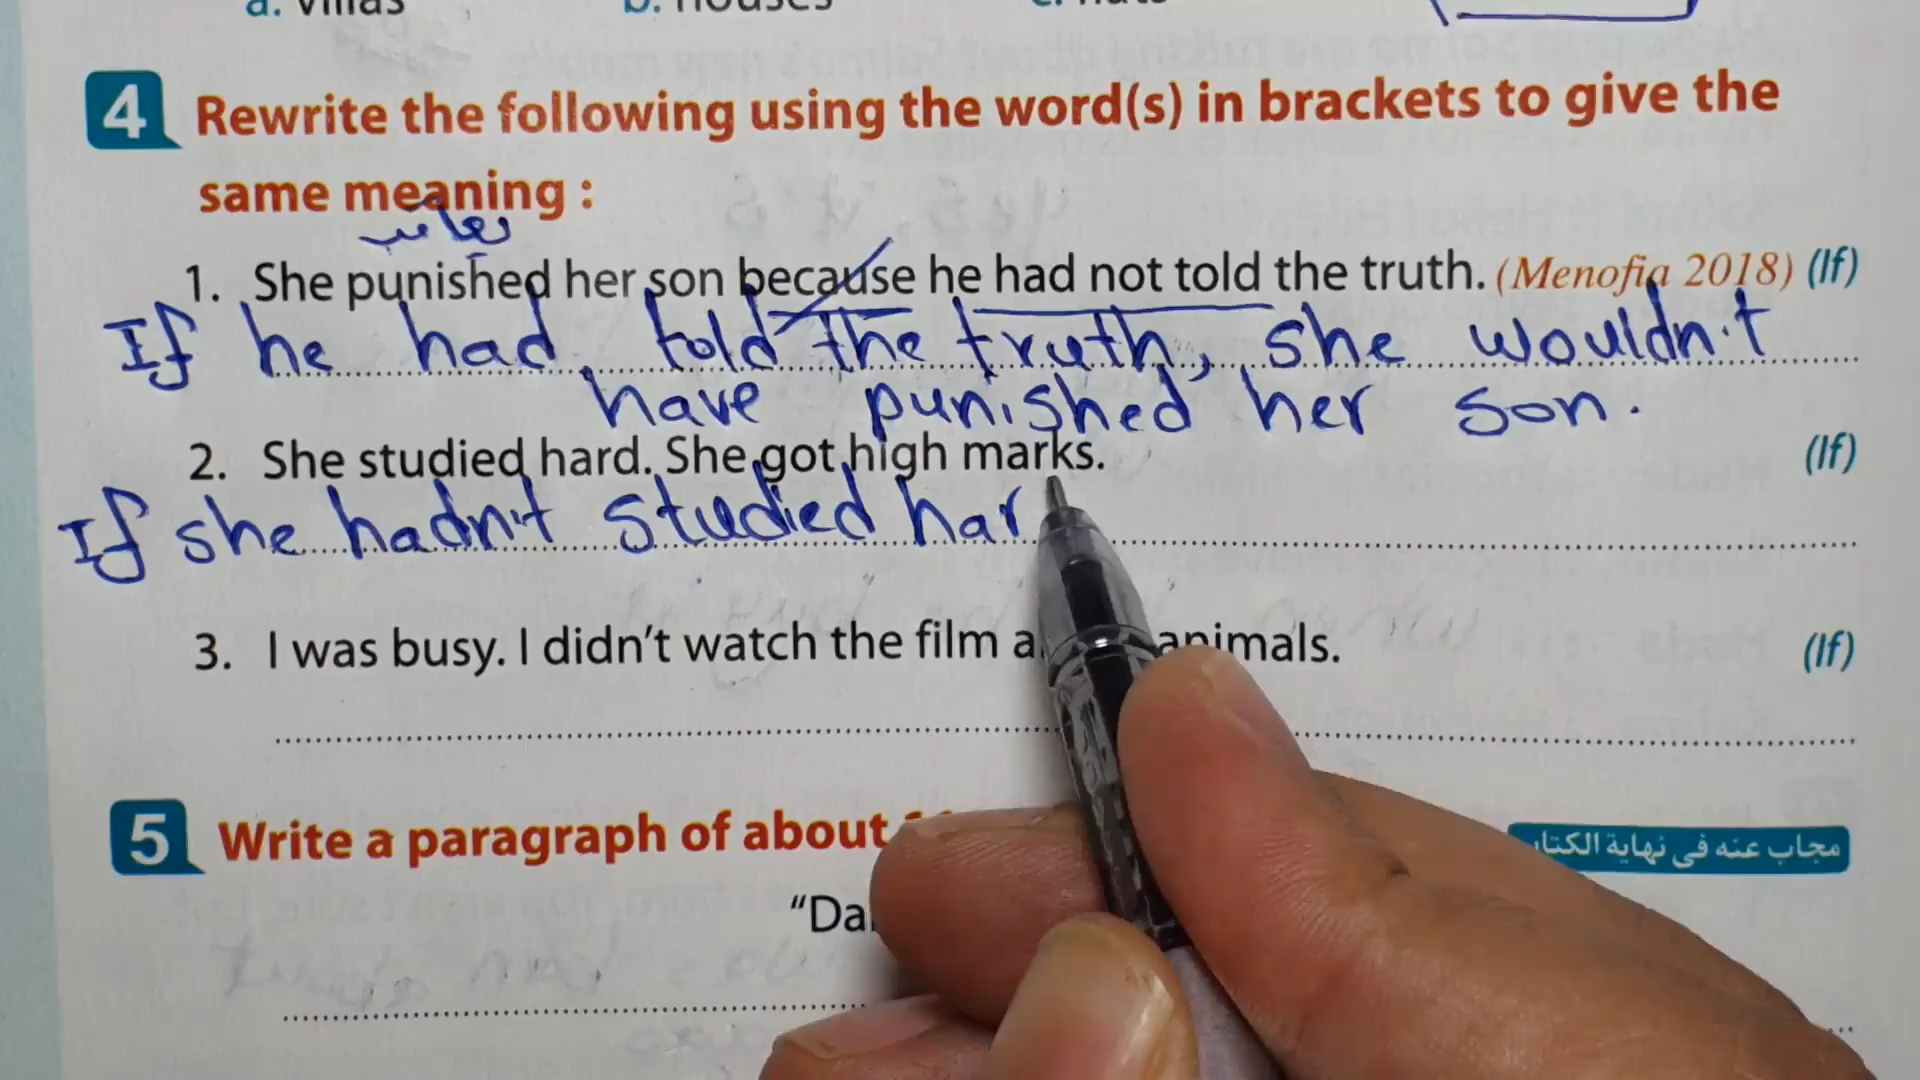 a. villas b. houses c. huts
4 Rewrite the following using the word(s) in brackets to give the
same meaning :
يعاقب
1. She punished her son because he had not told the truth. (Menofia 2018) (If)
If he had told the truth, she wouldn't
have punished her son.
2. She studied hard. She got high marks. (If)
If she hadn't studied har
3. I was busy. I didn't watch the film a animals. (If)
5 Write a paragraph of about
مجاب عنه في نهاية الكتاب
"Da